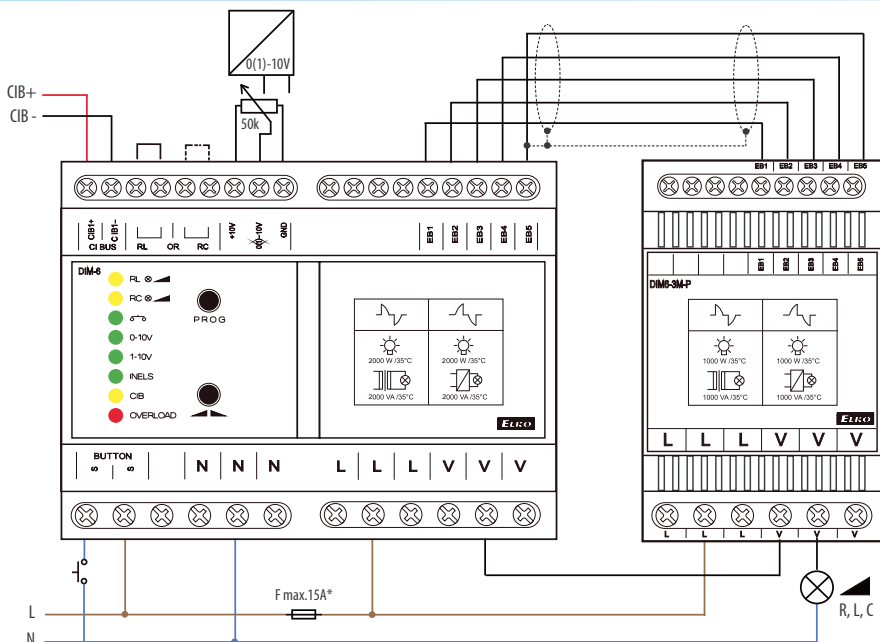 0(1)-10V
50k
CIB+
CIB -
EB1 EB2 EB3 EB4 EB5
CIB1+ CIB1- +10V 0(1)-10V GND EB1 EB2 EB3 EB4 EB5
CI BUS RL OR RC
EB1 EB2 EB3 EB4 EB5
DIM-6
RL
RC
0-10V
1-10V
INELS
CIB
OVERLOAD
PROG
2000 W /35°C 2000 W /35°C
2000 VA /35°C 2000 VA /35°C
ELKO
DIM6-3M-P
1000 W /35°C 1000 W /35°C
1000 VA /35°C 1000 VA /35°C
ELKO
L L L V V V
BUTTON
S S N N N L L L V V V
L L L V V V
F max.15A*
R, L, C
L
N